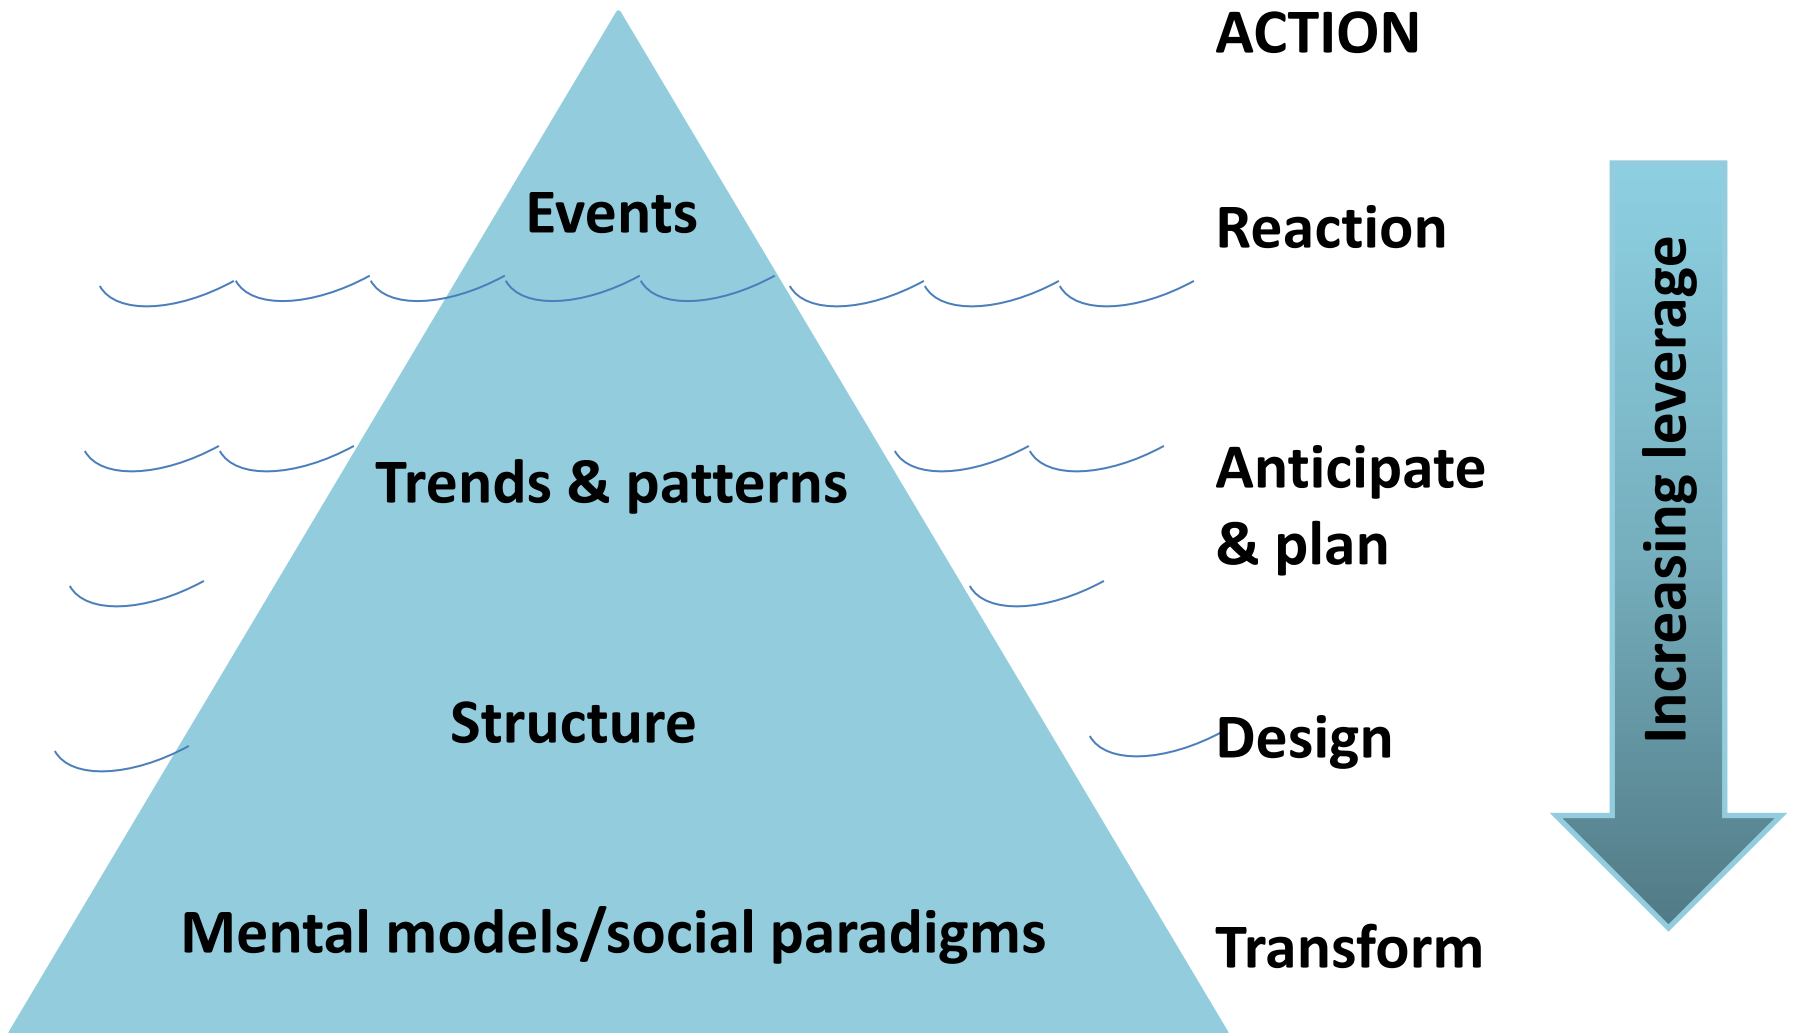 ACTION
Events
Reaction
Trends & patterns
Anticipate
& plan
Structure
Design
Mental models/social paradigms
Transform
Increasing leverage